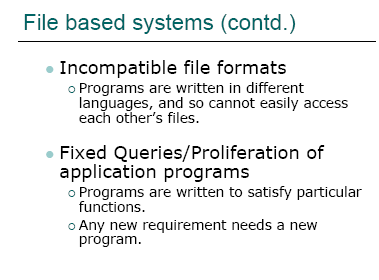 File based systems (contd.)
Incompatible file formats
Programs are written in different
languages, and so cannot easily access
each other's files.
Fixed Queries/Proliferation of
application programs
Programs are written to satisfy particular
functions.
Any new requirement needs a new
program.